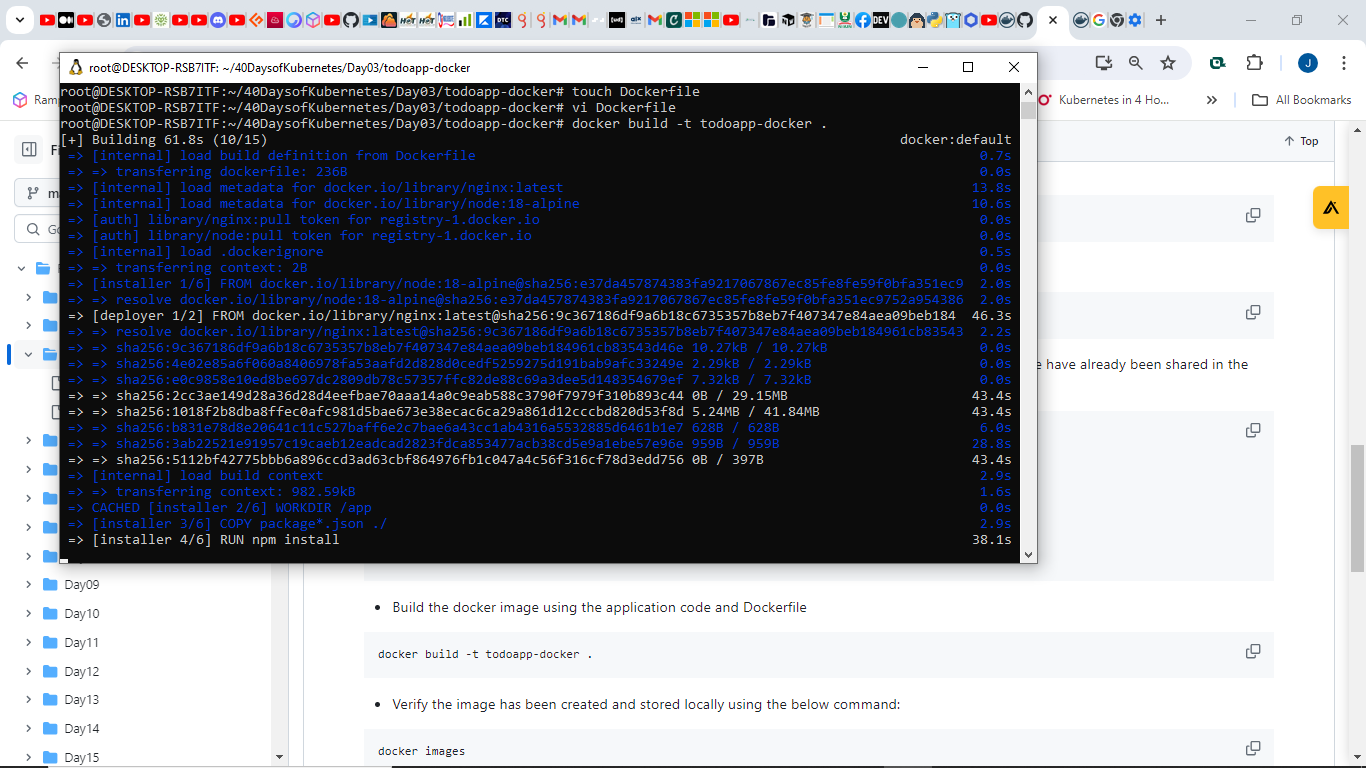 root@DESKTOP-RSB7ITF: ~/40DaysofKubernetes/Day03/todoapp-docker
root@DESKTOP-RSB7ITF:~/40DaysofKubernetes/Day03/todoapp-docker# touch Dockerfile
root@DESKTOP-RSB7ITF:~/40DaysofKubernetes/Day03/todoapp-docker# vi Dockerfile
root@DESKTOP-RSB7ITF:~/40DaysofKubernetes/Day03/todoapp-docker# docker build -t todoapp-docker .
[+] Building 61.8s (10/15) docker:default
=> [internal] load build definition from Dockerfile 0.7s
=> => transferring dockerfile: 236B 0.0s
=> [internal] load metadata for docker.io/library/nginx:latest 13.8s
=> [internal] load metadata for docker.io/library/node:18-alpine 10.6s
=> [auth] library/nginx:pull token for registry-1.docker.io 0.0s
=> [auth] library/node:pull token for registry-1.docker.io 0.0s
=> [internal] load .dockerignore 0.5s
=> => transferring context: 2B 0.0s
=> [installer 1/6] FROM docker.io/library/node:18-alpine@sha256:e37da457874383fa9217067867ec85fe8fe59f0bfa351ec9 2.0s
=> => resolve docker.io/library/node:18-alpine@sha256:e37da457874383fa9217067867ec85fe8fe59f0bfa351ec9752a954386 2.0s
=> [deployer 1/2] FROM docker.io/library/nginx:latest@sha256:9c367186df9a6b18c6735357b8eb7f407347e84aea09beb184 46.3s
=> => resolve docker.io/library/nginx:latest@sha256:9c367186df9a6b18c6735357b8eb7f407347e84aea09beb184961cb83543 2.2s
=> => sha256:9c367186df9a6b18c6735357b8eb7f407347e84aea09beb184961cb83543d46e 10.27kB / 10.27kB 0.0s
=> => sha256:4e02e85a6f060a8406978fa53aafd2d828d0cedf5259275d191bab9afc33249e 2.29kB / 2.29kB 0.0s
=> => sha256:e0c9858e10ed8be697dc2809db78c57357ffc82de88c69a3dee5d148354679ef 7.32kB / 7.32kB 0.0s
=> => sha256:2cc3ae149d28a36d28d4eefbae70aaa14a0c9eab588c3790f7979f310b893c44 0B / 29.15MB 43.4s
=> => sha256:1018f2b8dba8ffec0afc981d5bae673e38ecac6ca29a861d12cccbd820d53f8d 5.24MB / 41.84MB 43.4s
=> => sha256:b831e78d8e20641c11c527baff6e2c7bae6a43cc1ab4316a5532885d6461b1e7 628B / 628B 6.0s
=> => sha256:3ab22521e91957c19caeb12eadcad2823fdca853477acb38cd5e9a1ebe57e96e 959B / 959B 28.8s
=> => sha256:5112bf42775bbb6a896ccd3ad63cbf864976fb1c047a4c56f316cf78d3edd756 0B / 397B 43.4s
=> [internal] load build context 2.9s
=> => transferring context: 982.59kB 1.6s
=> CACHED [installer 2/6] WORKDIR /app 0.0s
=> [installer 3/6] COPY package*.json ./ 2.9s
=> [installer 4/6] RUN npm install 38.1s
J
Kubernetes in 4 Ho...
»
All Bookmarks
Top
e have already been shared in the
Day09
Day10
Day11
Day12
Day13
Day14
Day15
• Build the docker image using the application code and Dockerfile
docker build -t todoapp-docker .
• Verify the image has been created and stored locally using the below command:
docker images